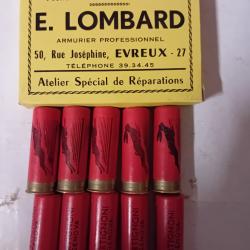 E. LOMBARD
ARMURIER PROFESSIONNEL
50, Rue Joséphine, EVREUX - 27
TÉLÉPHONE 39.34.45
Atelier Spécial de Réparations